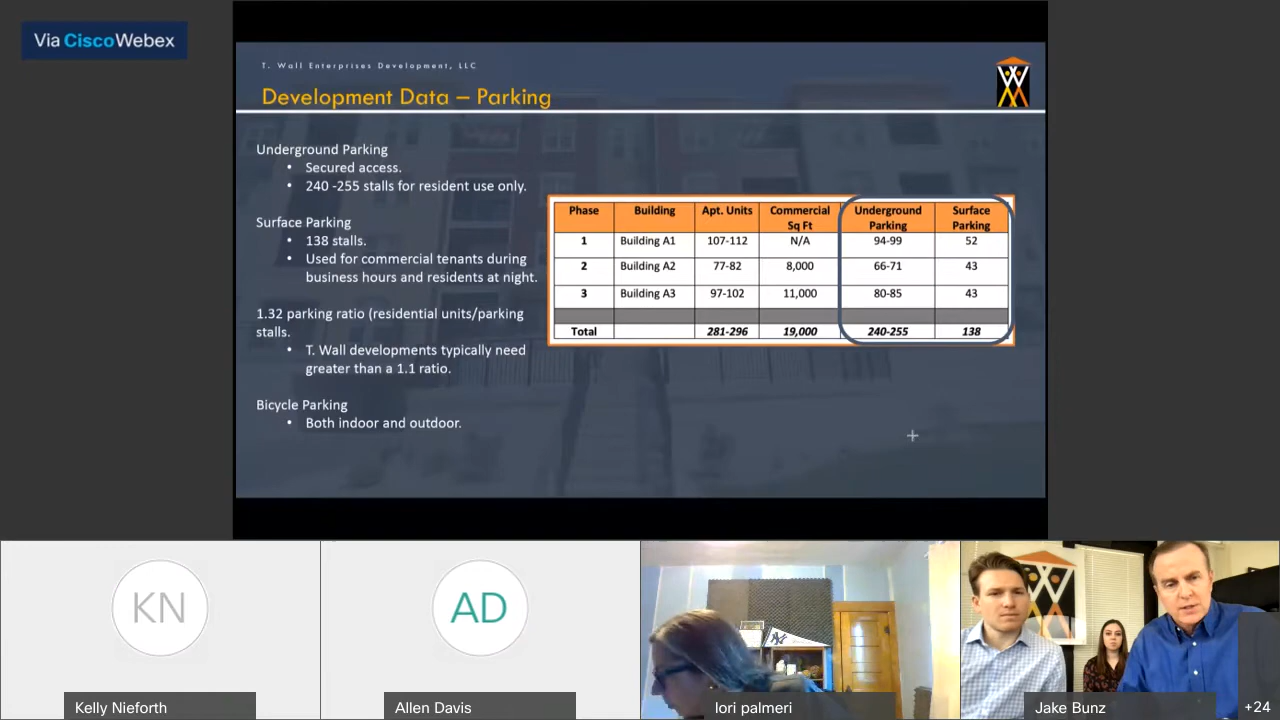 Via Cisco Webex
T. Wall Enterprises Development, LLC
Development Data – Parking
Underground Parking
• Secured access.
• 240 -255 stalls for resident use only.
Surface Parking
• 138 stalls.
• Used for commercial tenants during
business hours and residents at night.
1.32 parking ratio (residential units/parking
stalls.
• T. Wall developments typically need
greater than a 1.1 ratio.
Bicycle Parking
• Both indoor and outdoor.
Phase Building Apt. Units Commercial Sq Ft Underground Parking Surface Parking
1 Building A1 107-112 N/A 94-99 52
2 Building A2 77-82 8,000 66-71 43
3 Building A3 97-102 11,000 80-85 43
Total 281-296 19,000 240-255 138
KN
AD
Kelly Nieforth
Allen Davis
lori palmeri
Jake Bunz
+24